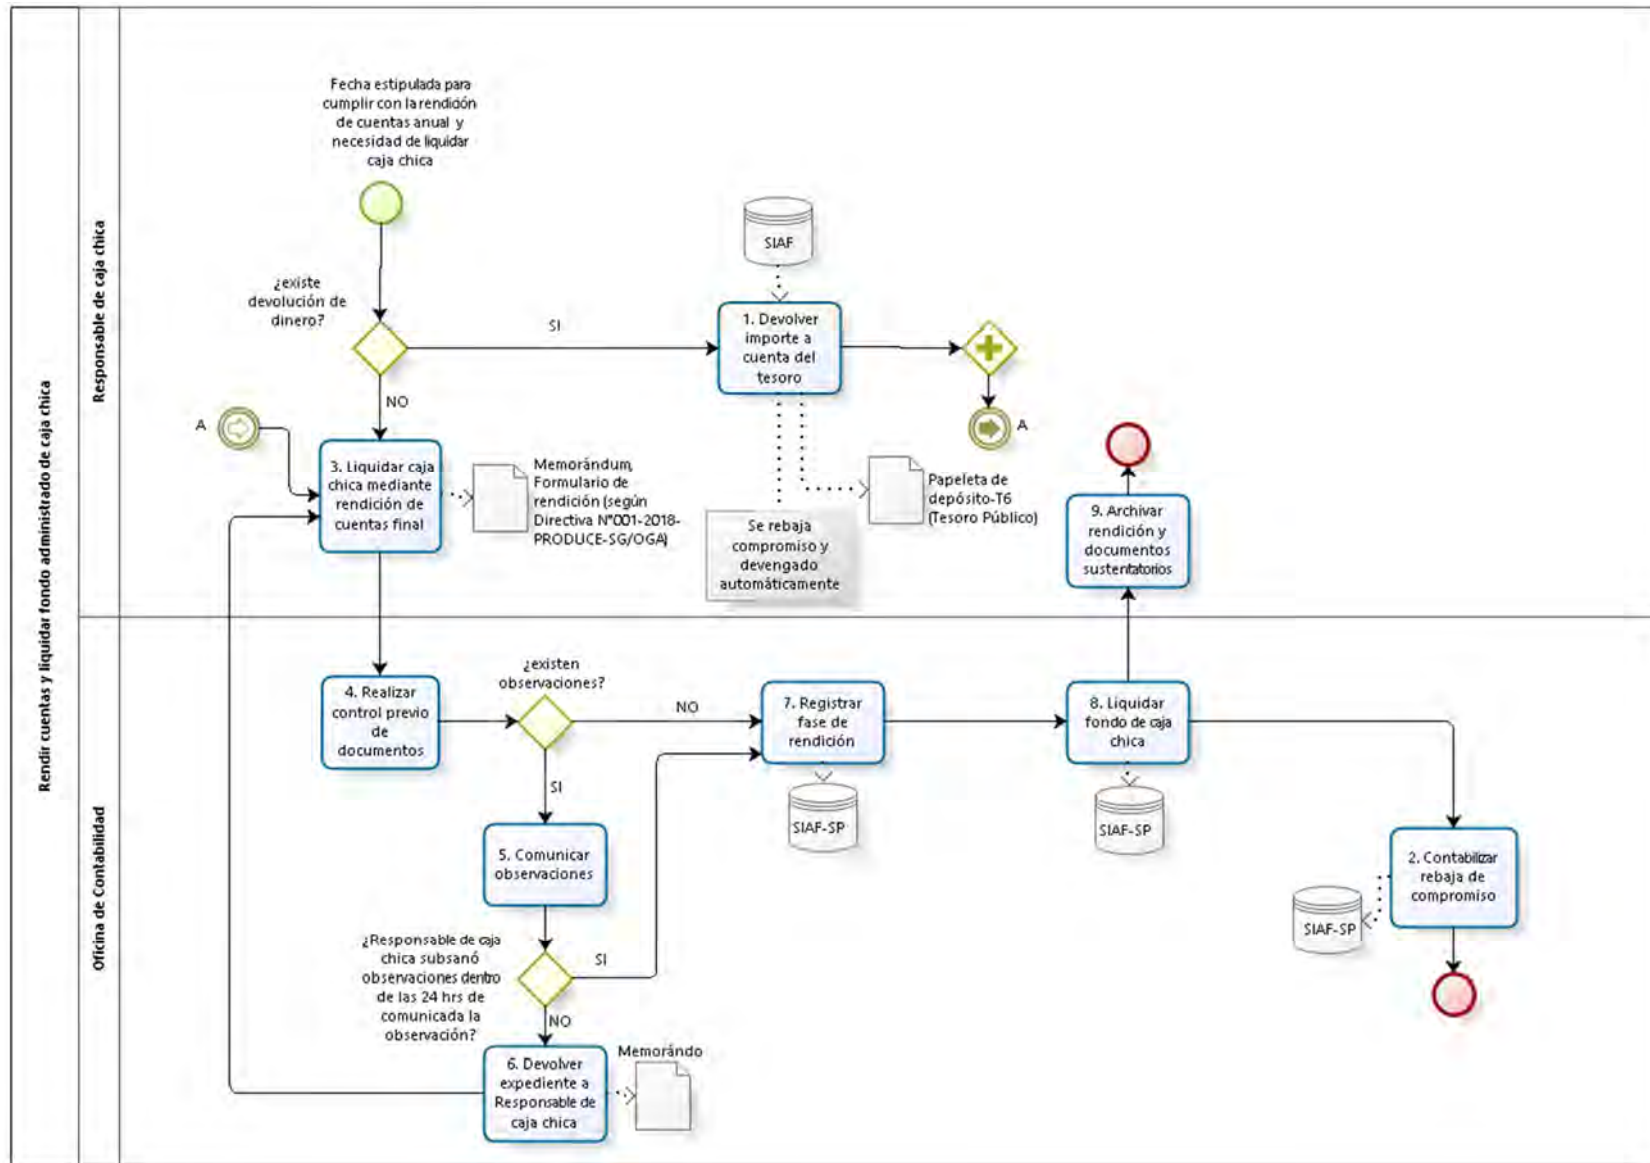 Rendir cuentas y liquidar fondo administrado de caja chica
Responsable de caja chica
Fecha estipulada para
cumplir con la rendición
de cuentas anual y
necesidad de liquidar
caja chica
¿existe
devolución de
dinero?
SI
NO
SIAF
1. Devolver
importe a
cuenta del
tesoro
A
A
3. Liquidar caja
chica mediante
rendición de
cuentas final
Memorándum,
Formulario de
rendición (según
Directiva N°001-2018-
PRODUCE-SG/OGA)
Se rebaja
compromiso y
devengado
automáticamente
Papeleta de
depósito-T6
(Tesoro Público)
9. Archivar
rendición y
documentos
sustentatorios
Oficina de Contabilidad
4. Realizar
control previo
de
documentos
¿existen
observaciones?
NO
SI
7. Registrar
fase de
rendición
SIAF-SP
8. Liquidar
fondo de caja
chica
SIAF-SP
5. Comunicar
observaciones
2. Contabilizar
rebaja de
compromiso
SIAF-SP
¿Responsable de caja
chica subsanó
observaciones dentro
de las 24 hrs de
comunicada la
observación?
SI
NO
6. Devolver
expediente a
Responsable de
caja chica
Memorándo